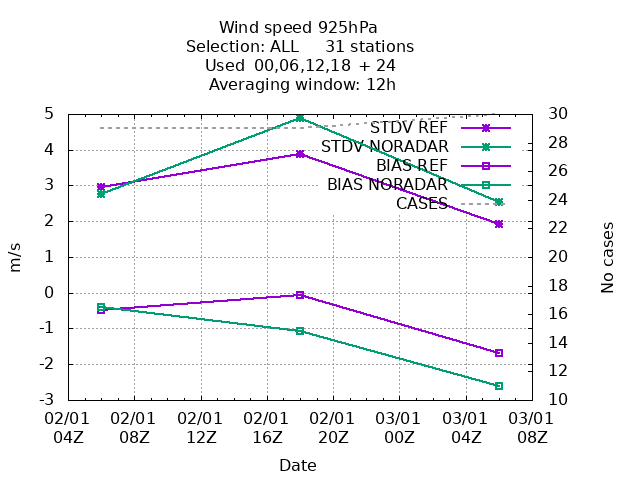 Wind speed 925hPa
Selection: ALL 31 stations
Used 00,06,12,18 + 24
Averaging window: 12h
5
4
3
2
1
0
-1
-2
-3
m/s
STDV REF
STDV NORADAR
BIAS REF
BIAS NORADAR
CASES
30
28
26
24
22
20
18
16
14
12
10
No cases
02/01 02/01 02/01 02/01 02/01 03/01 03/01 03/01
04Z 08Z 12Z 16Z 20Z 00Z 04Z 08Z
Date